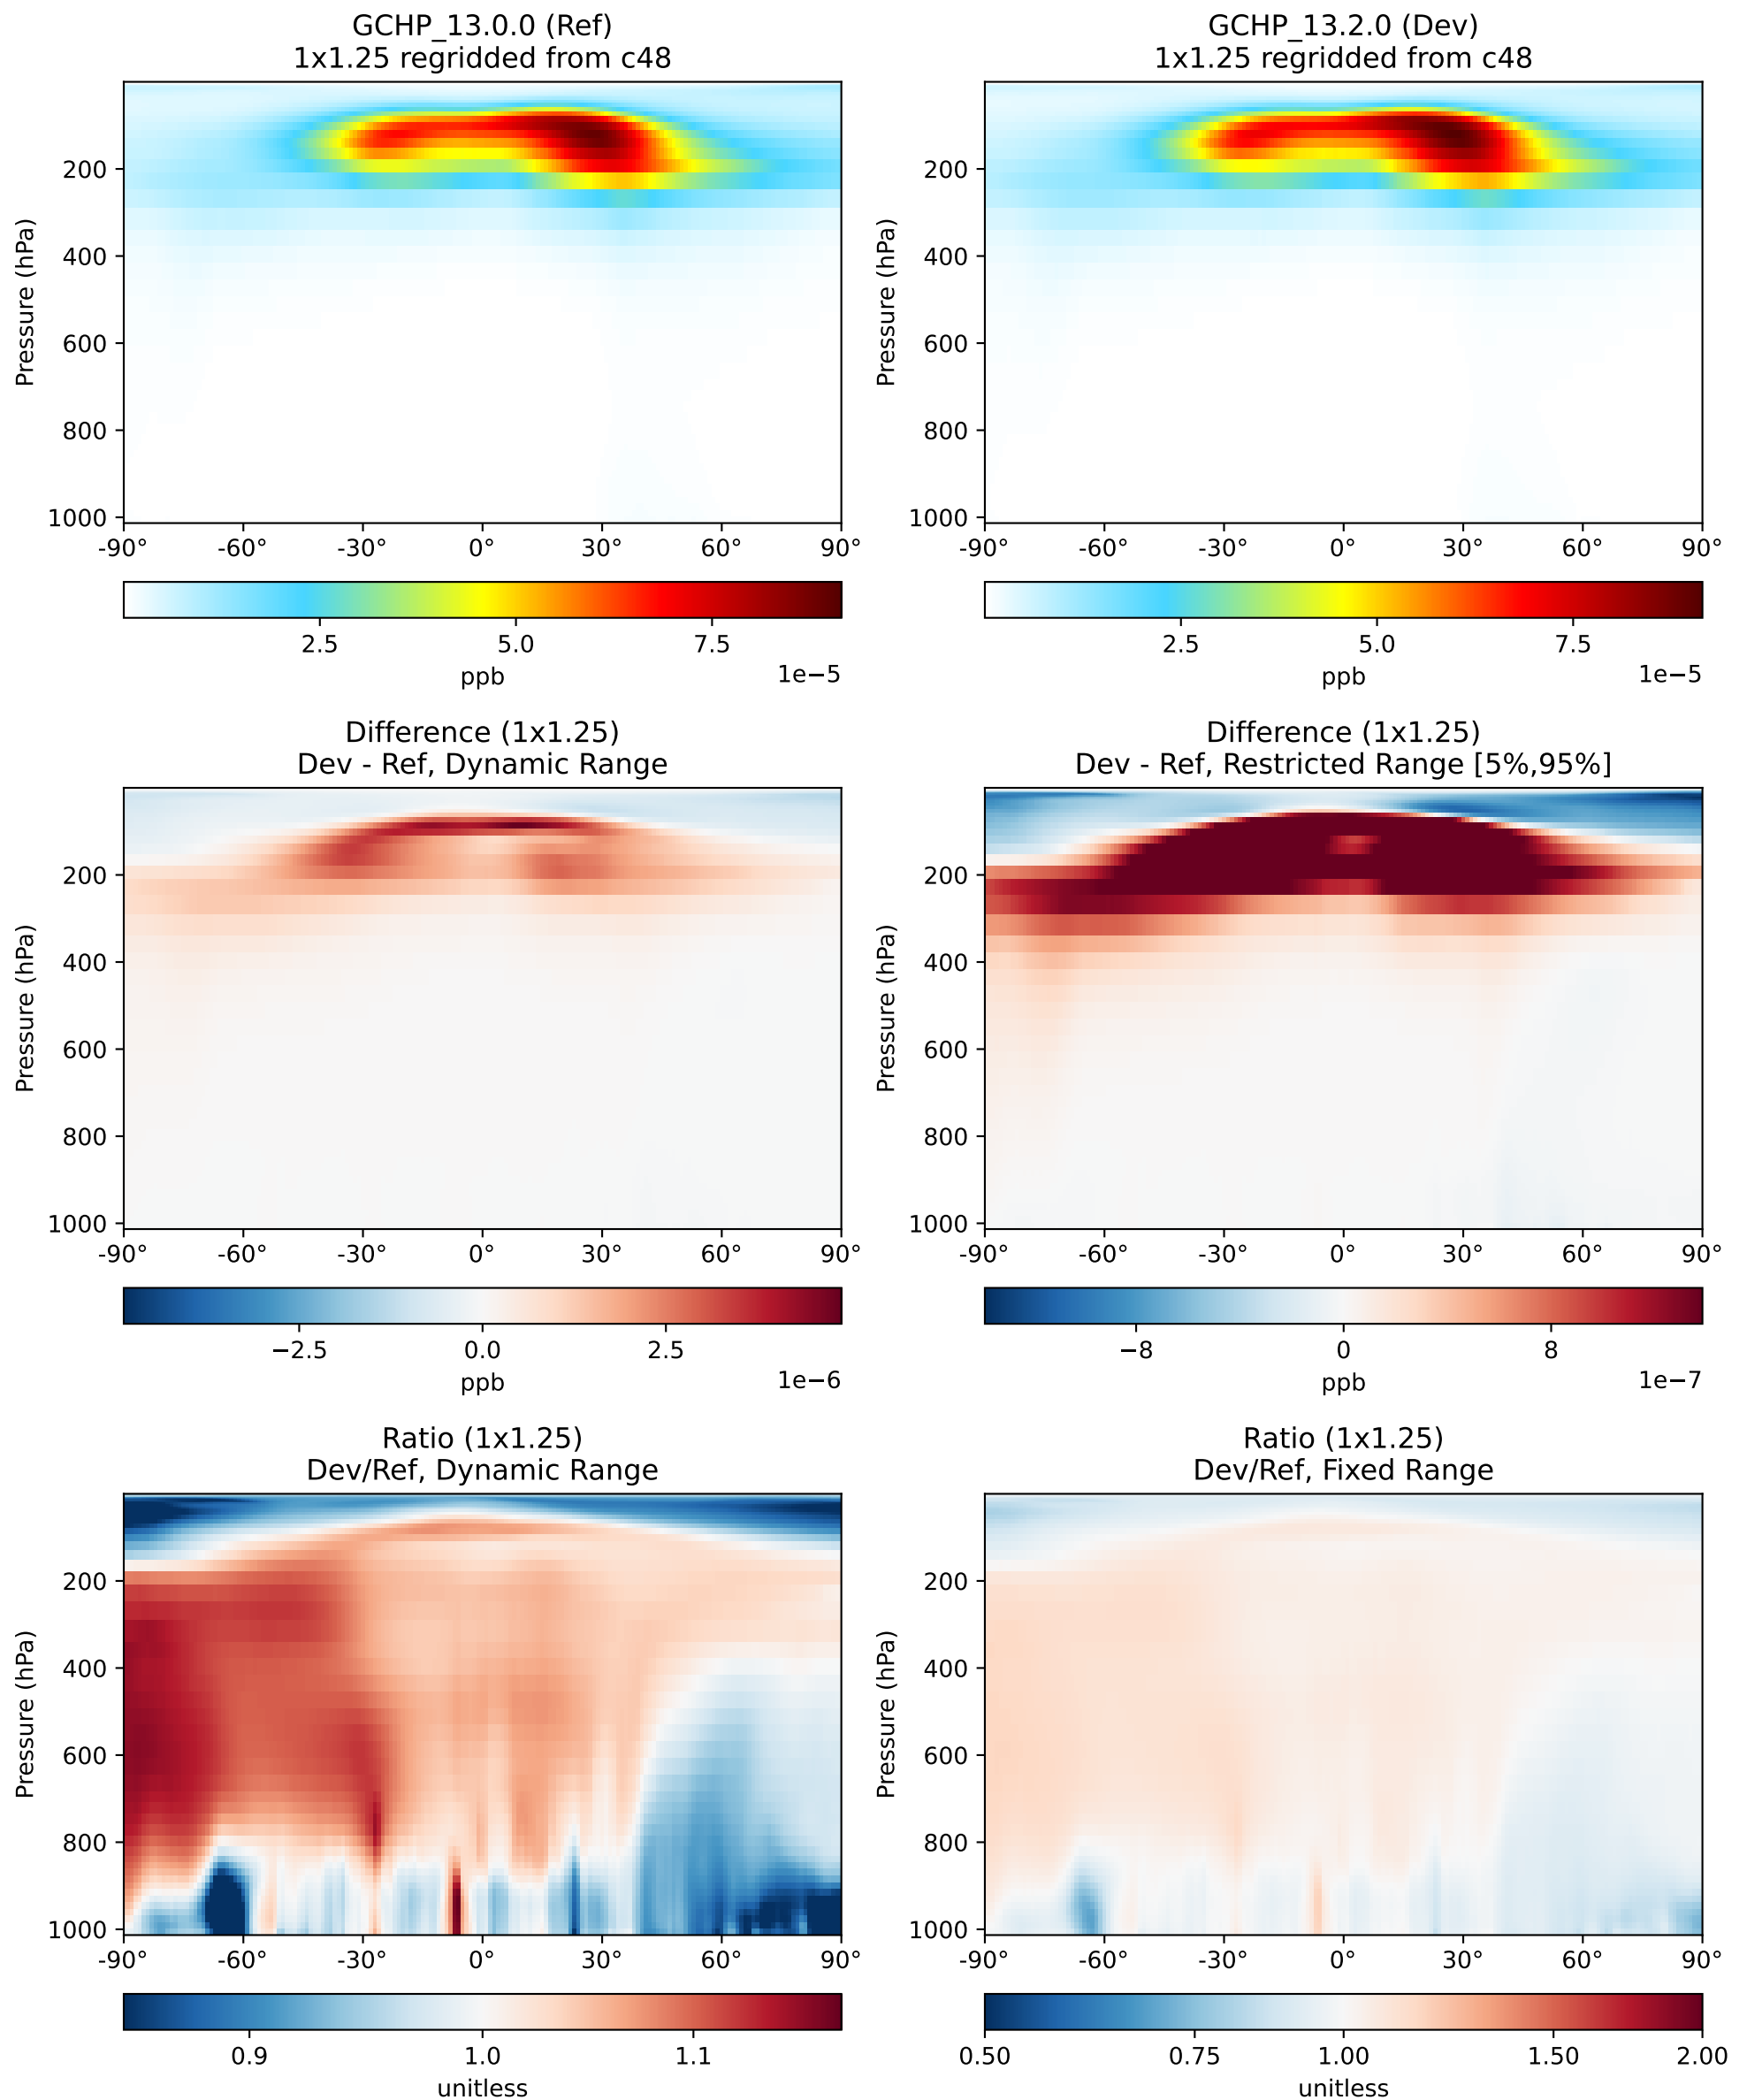 GCHP_13.0.0 (Ref)
1x1.25 regridded from c48
Pressure (hPa)
200
400
600
800
1000
-90° -60° -30° 0° 30° 60° 90°
2.5 5.0 7.5
ppb
1e−5
GCHP_13.2.0 (Dev)
1x1.25 regridded from c48
Pressure (hPa)
200
400
600
800
1000
-90° -60° -30° 0° 30° 60° 90°
2.5 5.0 7.5
ppb
1e−5
Difference (1x1.25)
Dev - Ref, Dynamic Range
Pressure (hPa)
200
400
600
800
1000
-90° -60° -30° 0° 30° 60° 90°
−2.5 0.0 2.5
ppb
1e−6
Difference (1x1.25)
Dev - Ref, Restricted Range [5%,95%]
Pressure (hPa)
200
400
600
800
1000
-90° -60° -30° 0° 30° 60° 90°
−8 0 8
ppb
1e−7
Ratio (1x1.25)
Dev/Ref, Dynamic Range
Pressure (hPa)
200
400
600
800
1000
-90° -60° -30° 0° 30° 60° 90°
0.9 1.0 1.1
unitless
Ratio (1x1.25)
Dev/Ref, Fixed Range
Pressure (hPa)
200
400
600
800
1000
-90° -60° -30° 0° 30° 60° 90°
0.50 0.75 1.00 1.50 2.00
unitless